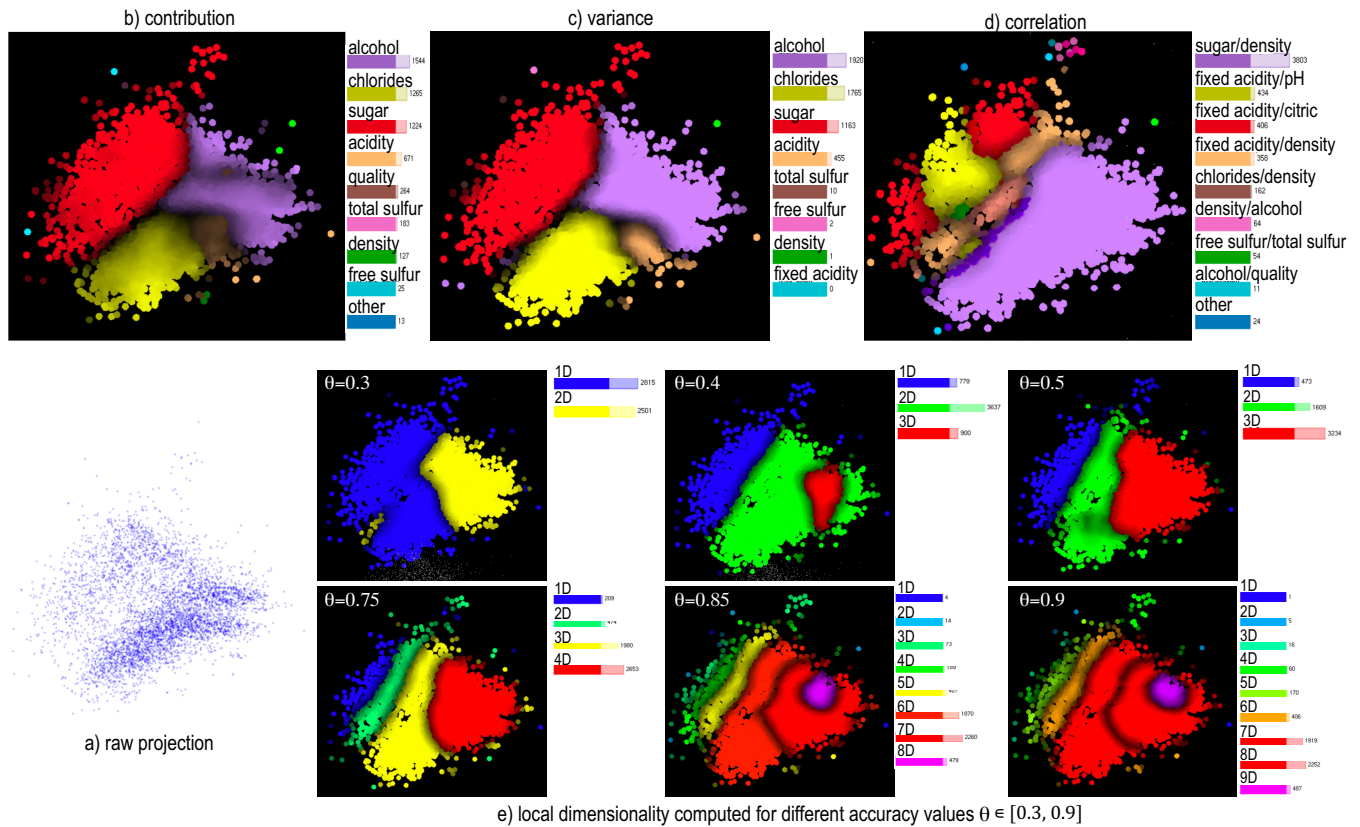 b) contribution
alcohol
1544
chlorides
1265
sugar
1224
acidity
671
quality
264
total sulfur
183
density
127
free sulfur
25
other
13
c) variance
alcohol
1920
chlorides
1765
sugar
1163
acidity
455
total sulfur
10
free sulfur
2
density
1
fixed acidity
0
d) correlation
sugar/density
3803
fixed acidity/pH
434
fixed acidity/citric
406
fixed acidity/density
358
chlorides/density
162
density/alcohol
64
free sulfur/total sulfur
54
alcohol/quality
11
other
24
a) raw projection
θ=0.3
1D
2815
2D
2501
θ=0.4
1D
779
2D
3637
3D
900
θ=0.5
1D
473
2D
1609
3D
3234
θ=0.75
1D
209
2D
474
3D
1980
4D
2653
θ=0.85
1D
4
2D
14
3D
73
4D
5D
427
6D
1870
7D
2260
8D
479
θ=0.9
1D
1
2D
5
3D
16
4D
60
5D
170
6D
406
7D
1919
8D
2252
9D
487
e) local dimensionality computed for different accuracy values θ ∈ [0.3, 0.9]